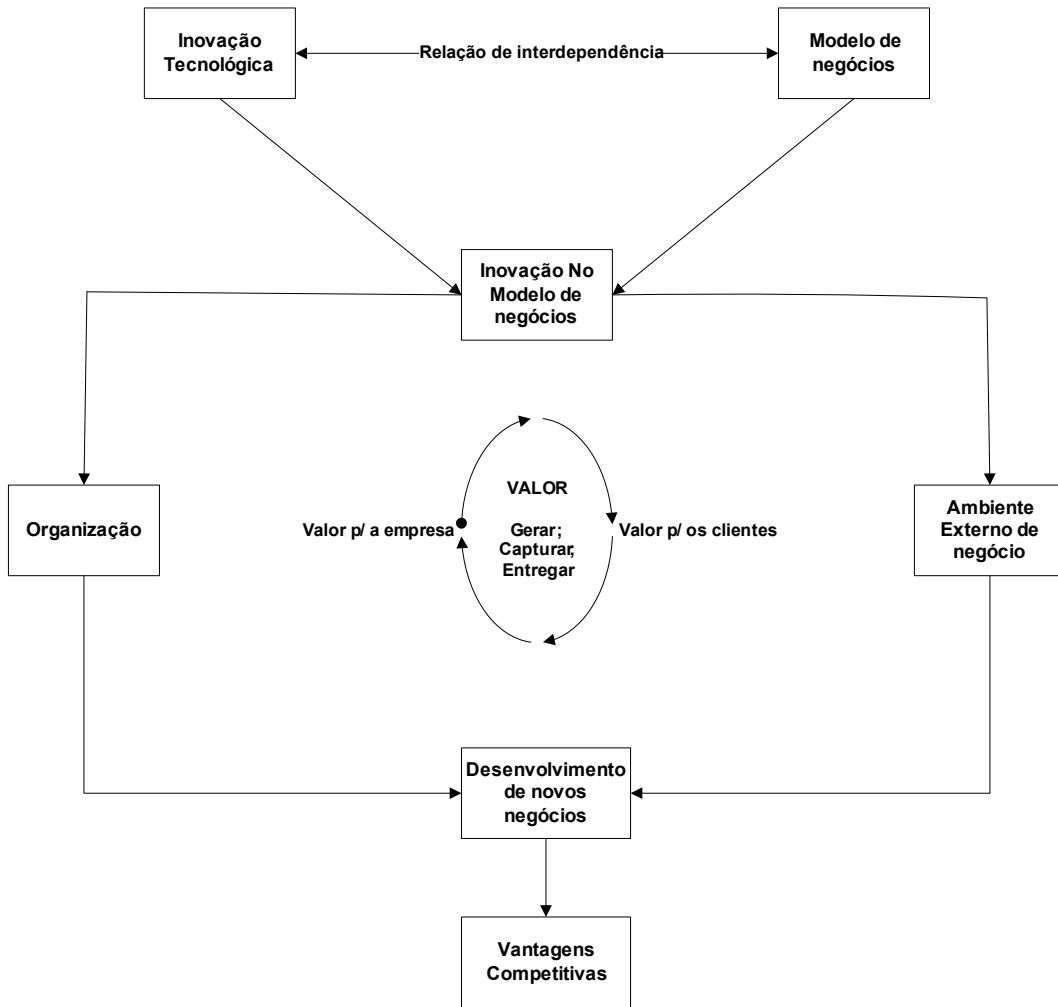 Inovação
Tecnológica
Relação de interdependência
Modelo de
negócios
Inovação No
Modelo de
negócios
Organização
Valor p/ a empresa
VALOR
Gerar;
Capturar;
Entregar
Valor p/ os clientes
Ambiente
Externo de
negócio
Desenvolvimento
de novos
negócios
Vantagens
Competitivas